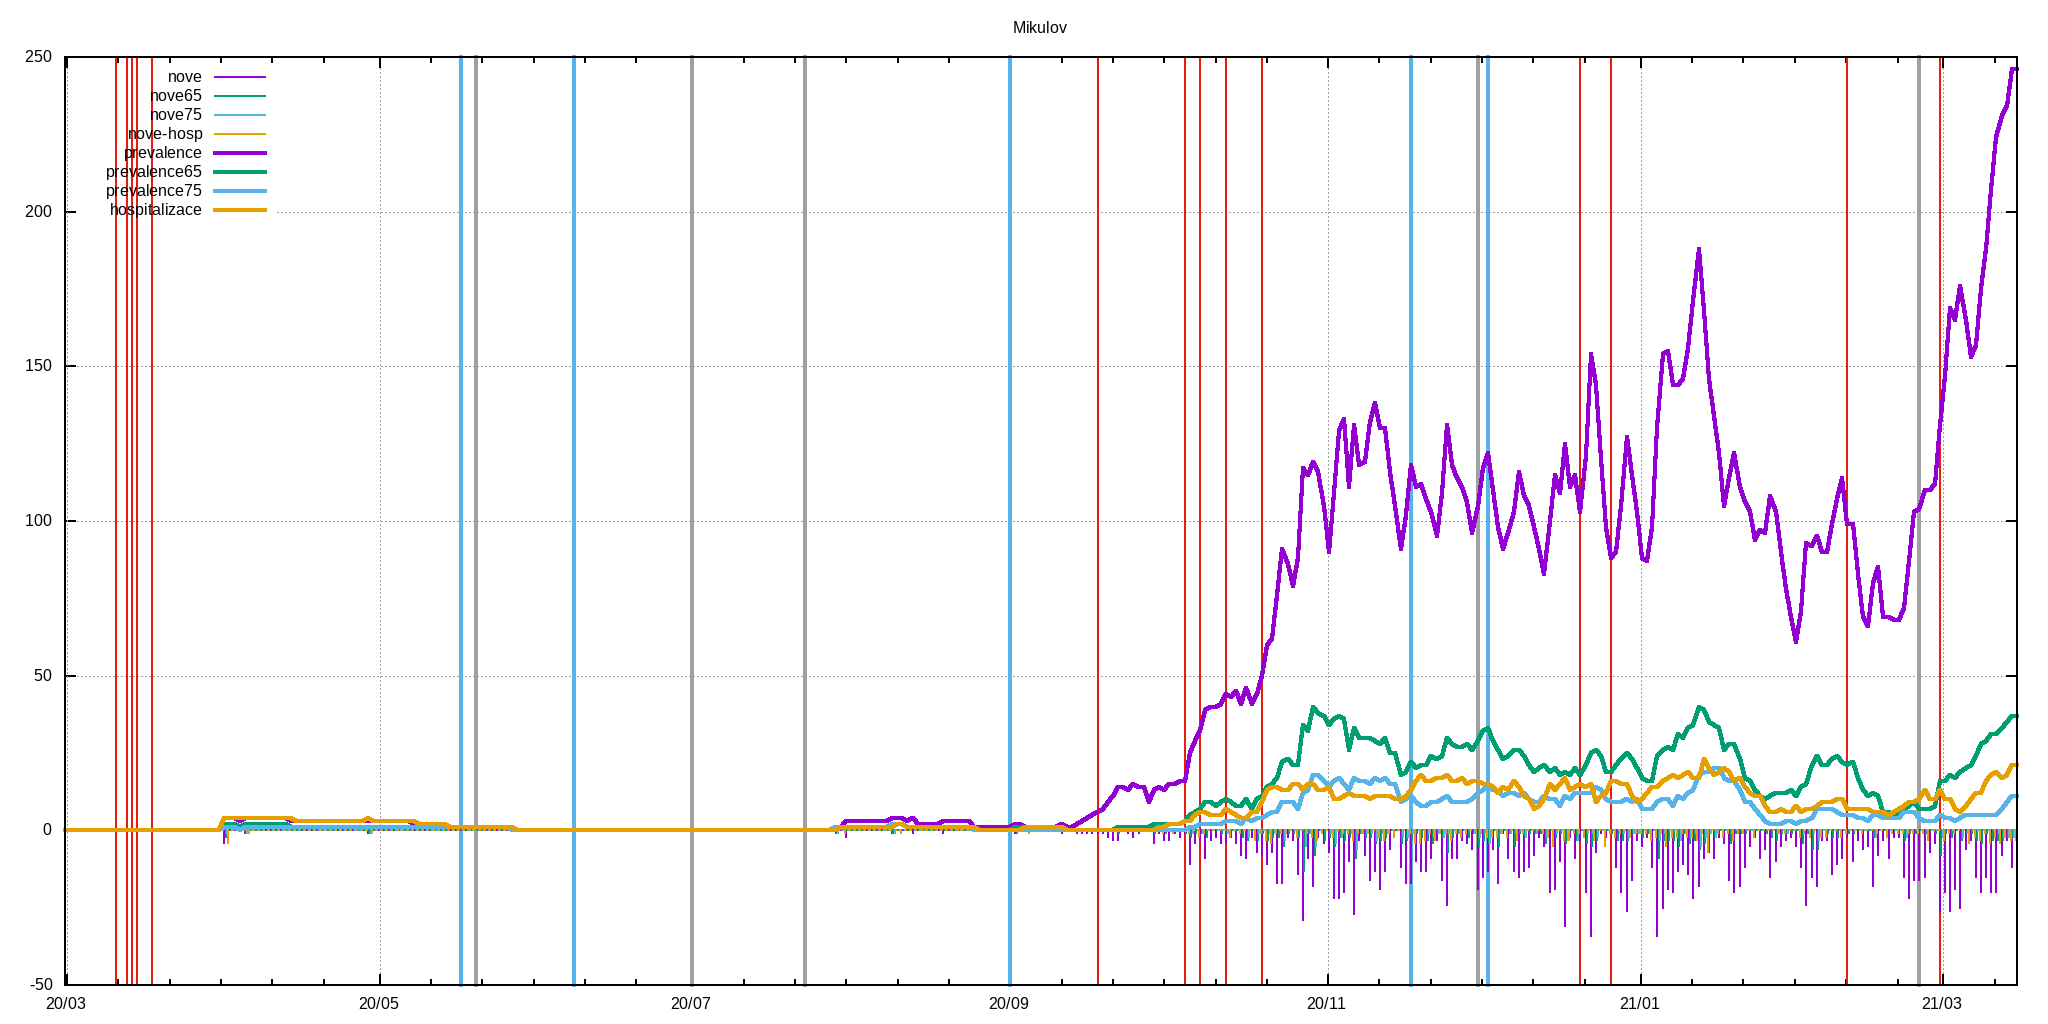 Mikulov
250
200
150
100
50
0
-50
nove
nove65
nove75
nove-hosp
prevalence
prevalence65
prevalence75
hospitalizace
20/03
20/05
20/07
20/09
20/11
21/01
21/03